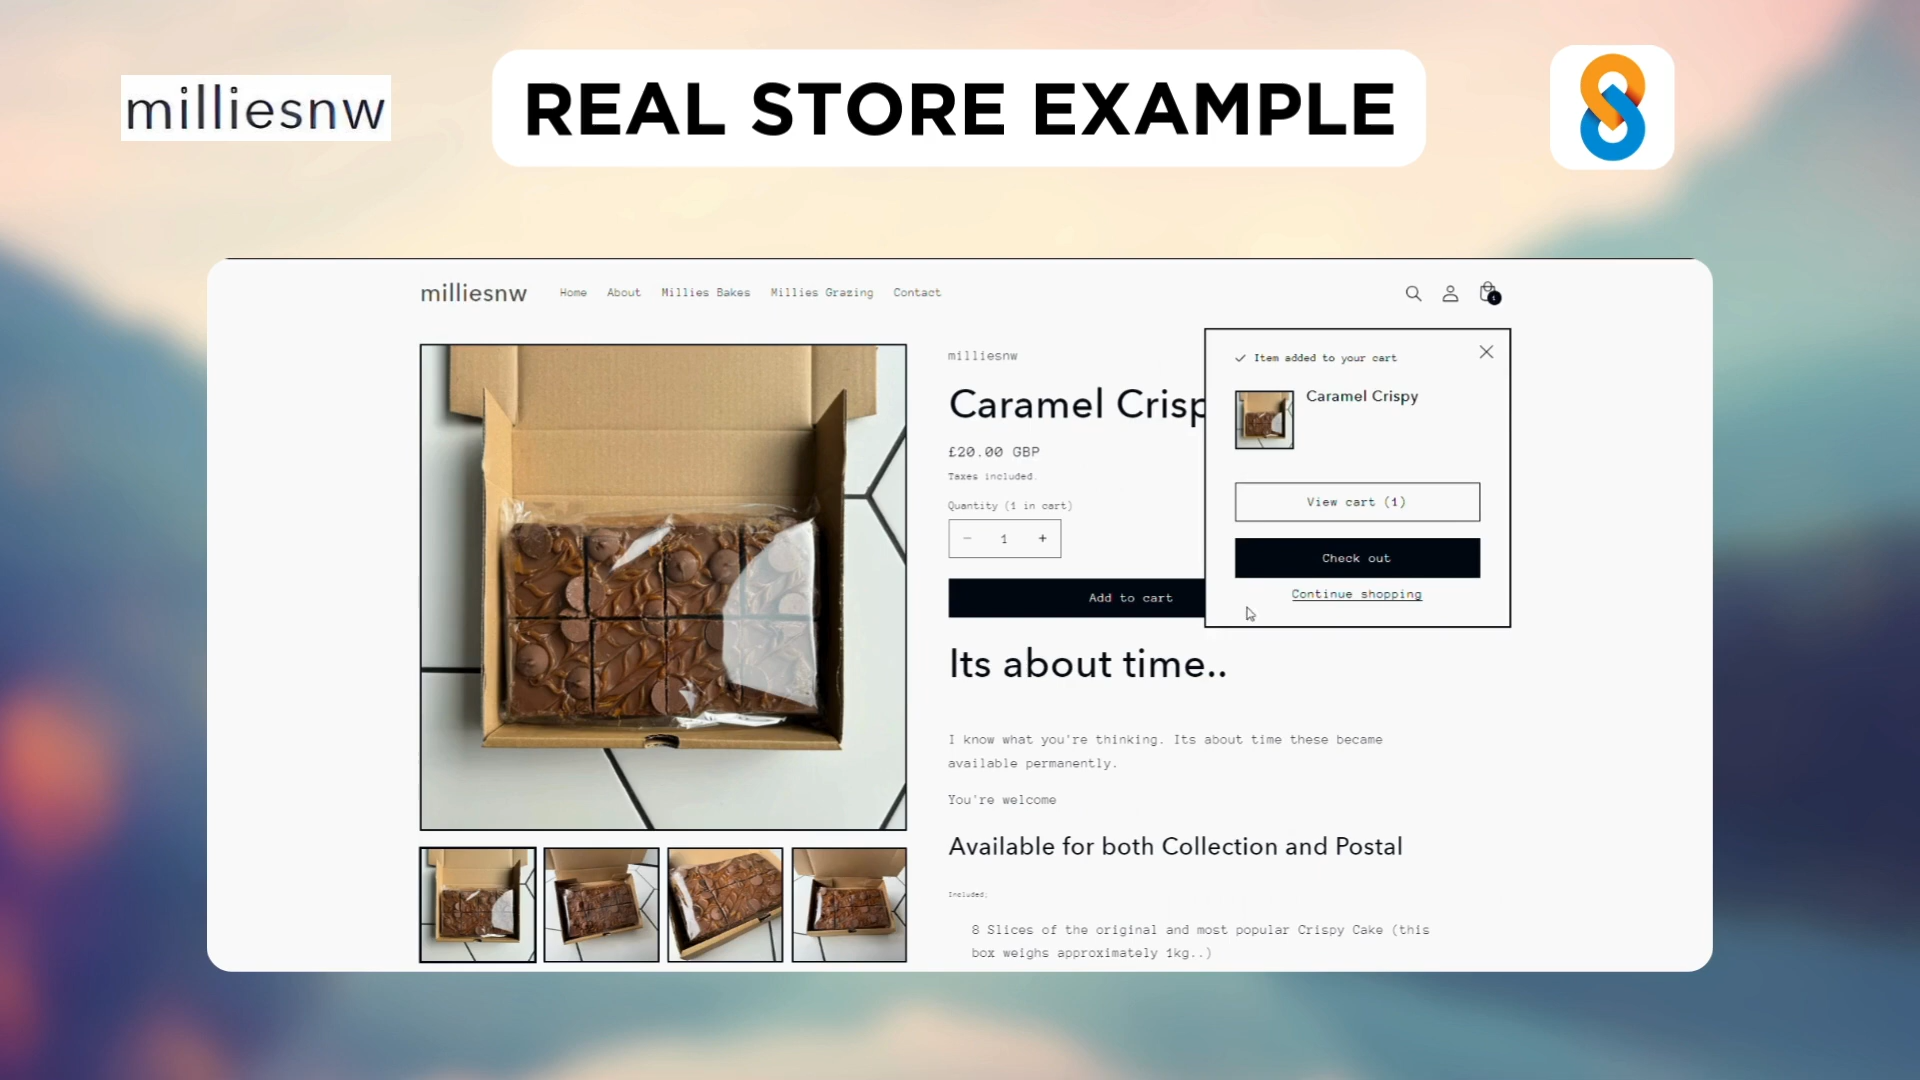 milliesnw
REAL STORE EXAMPLE
milliesnw
Home About Millies Bakes Millies Grazing Contact
1
milliesnw
Caramel Crisp
£20.00 GBP
Taxes included.
Quantity (1 in cart)
− 1 +
Add to cart
Item added to your cart
Caramel Crispy
View cart (1)
Check out
Continue shopping
Its about time..
I know what you're thinking. Its about time these became
available permanently.
You're welcome
Available for both Collection and Postal
Included;
8 Slices of the original and most popular Crispy Cake (this
box weighs approximately 1kg..)